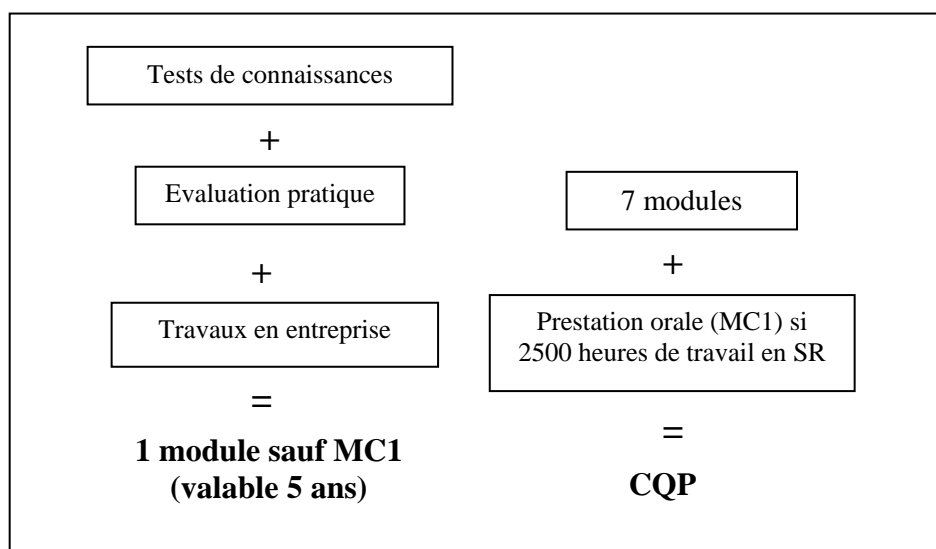 Tests de connaissances
+
Evaluation pratique
+
Travaux en entreprise
=
1 module sauf MC1
(valable 5 ans)
7 modules
+
Prestation orale (MC1) si
2500 heures de travail en SR
=
CQP